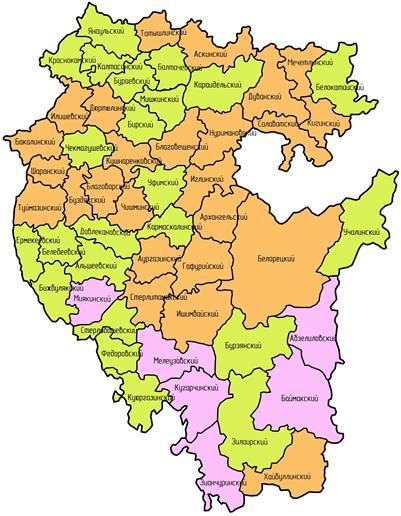 Янаульский
Татышлинский
Аскинский
Мечетлинский
Краснокамский
Калтасинский
Балтачевский
Белокатайский
Бураевский
Караидельский
Дуванский
Мишкинский
Дюртюлинский
Илишевский
Бирский
Нуримановский
Салаватский
Кигинский
Бакалинский
Чекмагушевский
Благовещенский
Кушнаренковский
Шаранский
Благоварский
Уфимский
Иглинский
Буздякский
Туймазинский
Чишминский
Архангельский
Кармаскалинский
Учалинский
Давлекановский
Ермекеевский
Белебеевский
Аургазинский
Гафурийский
Белорецкий
Альшеевский
Бижбулякский
Миякинский
Стерлитамакский
Ишимбайский
Стерлибашевский
Федоровский
Мелеузовский
Бурзянский
Абзелиловский
Куюргазинский
Кугарчинский
Баймакский
Зилаирский
Зианчуринский
Хайбуллинский